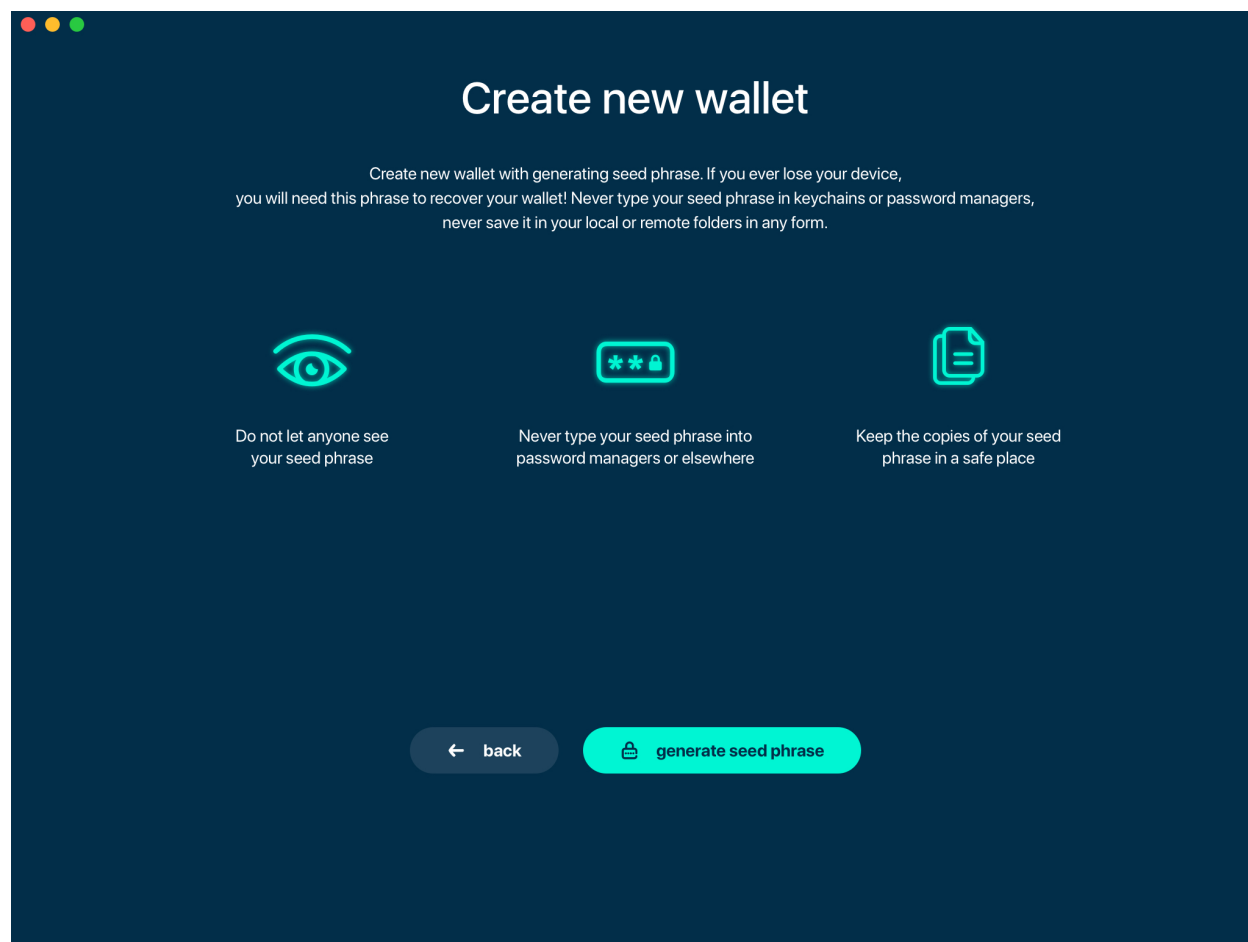 Create new wallet
Create new wallet with generating seed phrase. If you ever lose your device,
you will need this phrase to recover your wallet! Never type your seed phrase in keychains or password managers,
never save it in your local or remote folders in any form.
Do not let anyone see
your seed phrase
Never type your seed phrase into
password managers or elsewhere
Keep the copies of your seed
phrase in a safe place
back
generate seed phrase